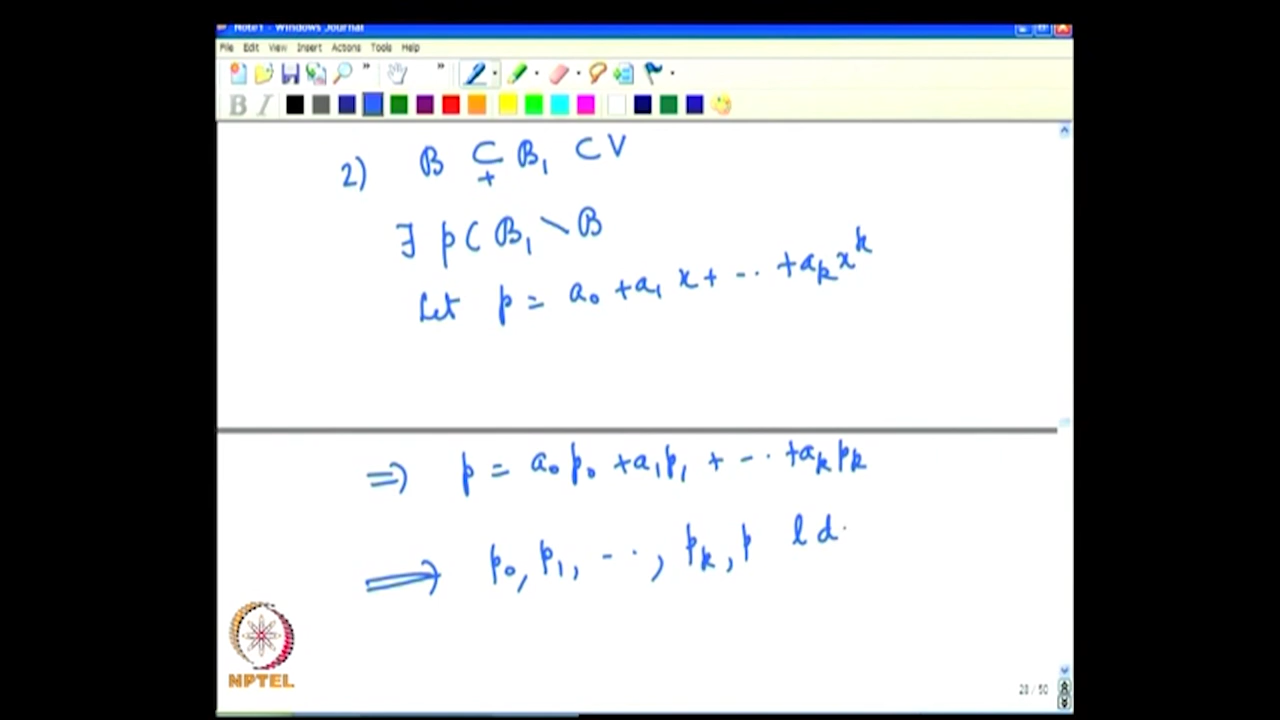 Note1 - Windows Journal
File Edit View Insert Actions Tools Help
B I
2) B ⊊ B₁ ⊂ V
∃ p ⊂ B₁ \ B
Let p = a₀ + a₁ x + -·· + aₖ xᵏ
=) p = a₀ p₀ + a₁ p₁ + -·· + aₖ pₖ
⟹ p₀, p₁, -··, pₖ, p l d.
NPTEL
28 / 50